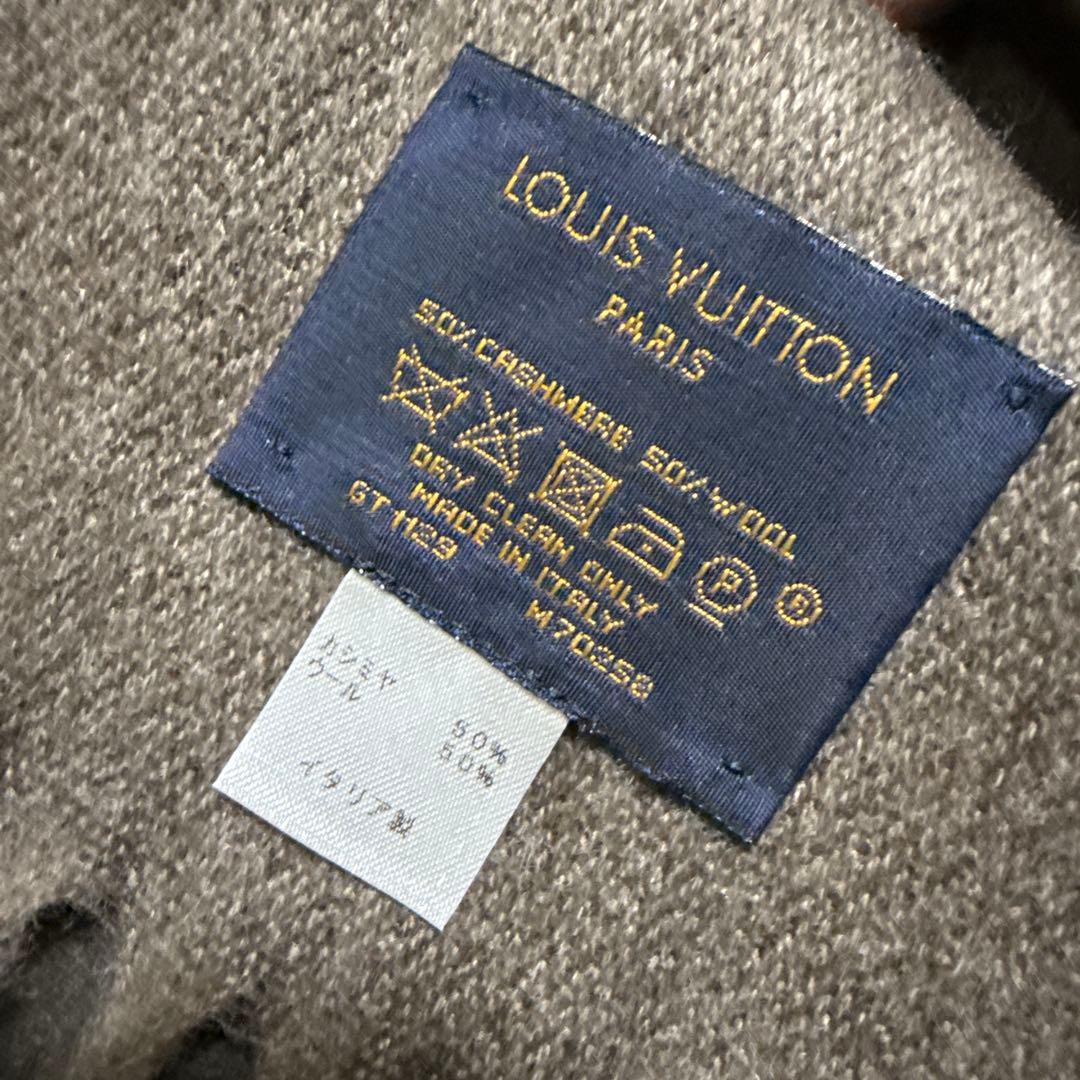 LOUIS VUITTON
PARIS
50% CASHMERE 50% WOOL
P
DRY CLEAN ONLY
MADE IN ITALY
GT1129
カシミヤ 50%
ウール 50%
イタリア製